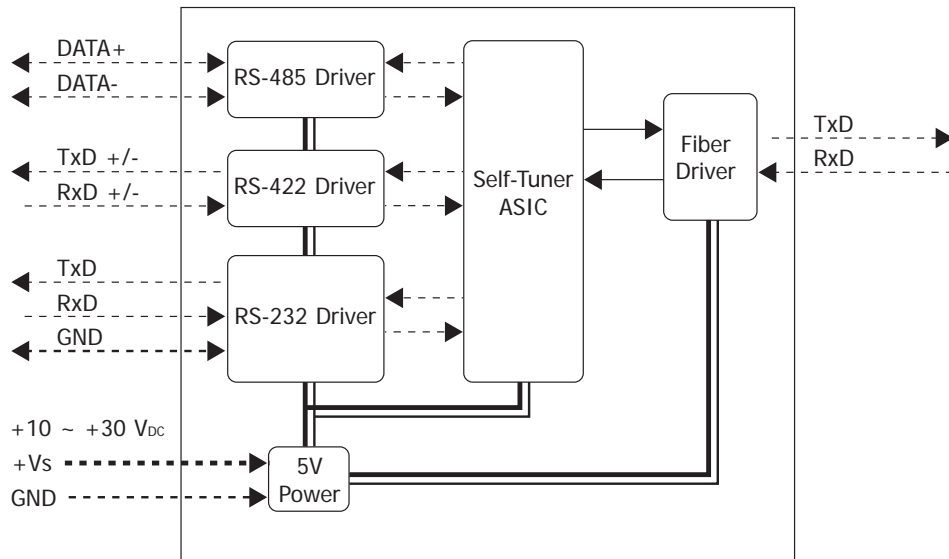 DATA+
DATA-
RS-485 Driver
TxD +/-
RxD +/-
RS-422 Driver
TxD
RxD
GND
RS-232 Driver
Self-Tuner
ASIC
Fiber
Driver
TxD
RxD
+10 ~ +30 VDC
+Vs
GND
5V
Power